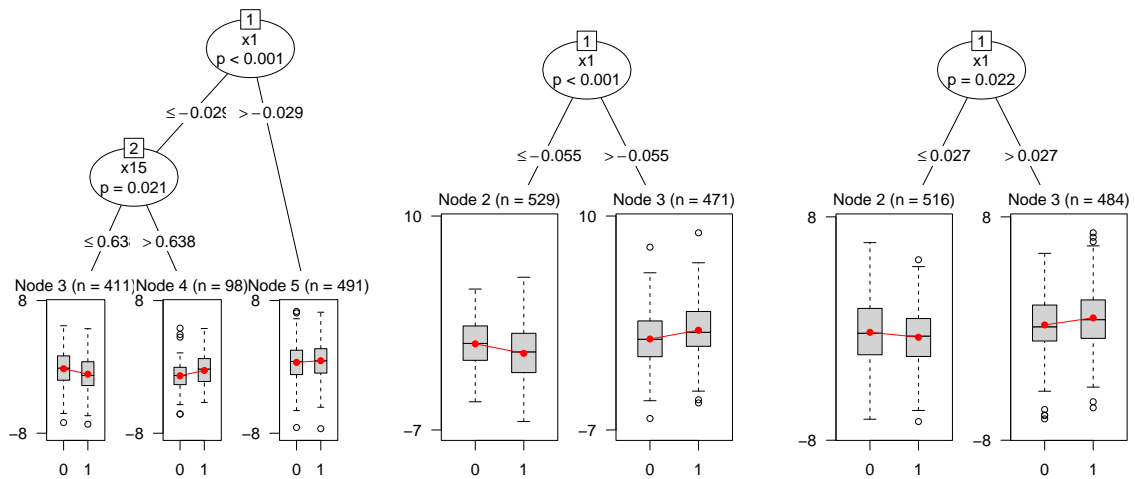 1
x1
p < 0.001
≤ −0.029
> −0.029
2
x15
p = 0.021
≤ 0.638
> 0.638
Node 3 (n = 411)
Node 4 (n = 98)
Node 5 (n = 491)
8
−8
0 1
8
−8
0 1
8
−8
0 1
1
x1
p < 0.001
≤ −0.055
> −0.055
Node 2 (n = 529)
Node 3 (n = 471)
10
−7
0 1
10
−7
0 1
1
x1
p = 0.022
≤ 0.027
> 0.027
Node 2 (n = 516)
Node 3 (n = 484)
8
−8
0 1
8
−8
0 1